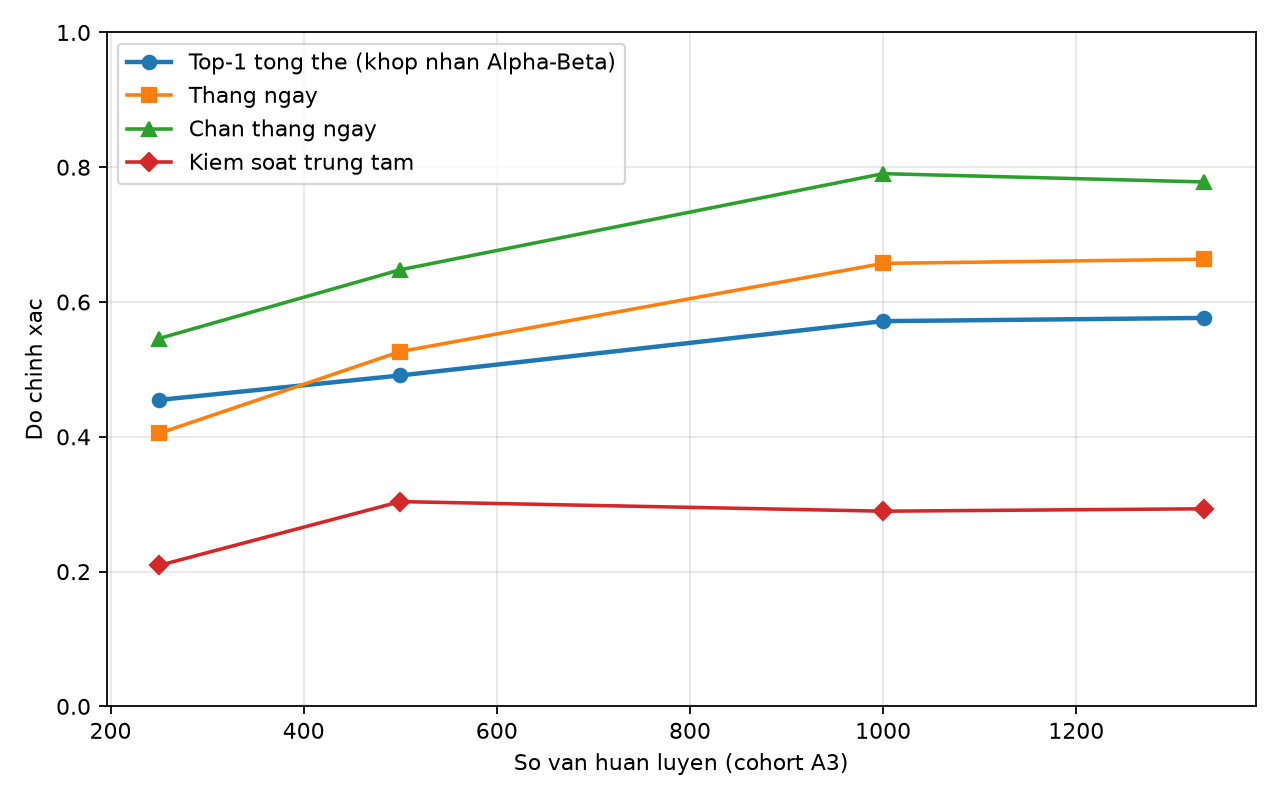 Top-1 tong the (khop nhan Alpha-Beta)
Thang ngay
Chan thang ngay
Kiem soat trung tam
Do chinh xac
1.0
0.8
0.6
0.4
0.2
0.0
200 400 600 800 1000 1200
So van huan luyen (cohort A3)